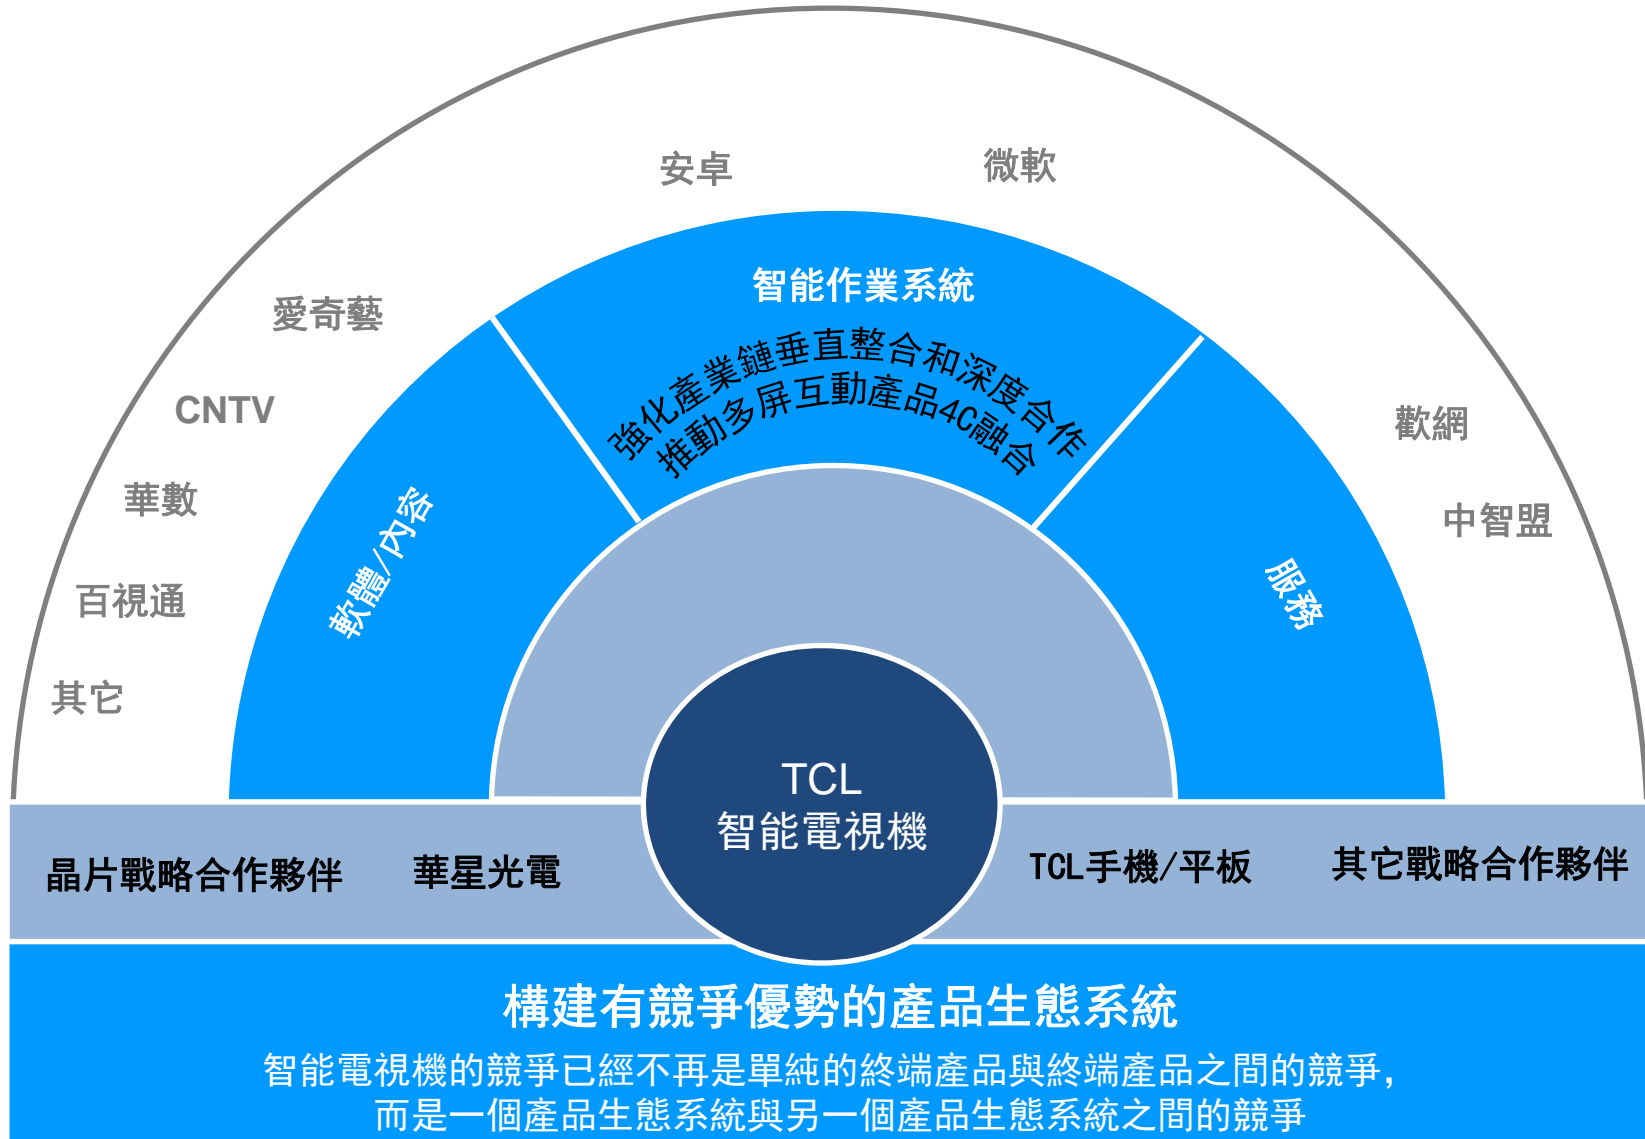 安卓
微軟
智能作業系統
強化產業鏈垂直整合和深度合作
推動多屏互動產品4C融合
愛奇藝
CNTV
華數
百視通
其它
軟體/內容
歡網
中智盟
服務
TCL
智能電視機
晶片戰略合作夥伴
華星光電
TCL手機/平板
其它戰略合作夥伴
構建有競爭優勢的產品生態系統
智能電視機的競爭已經不再是單純的終端產品與終端產品之間的競爭，
而是一個產品生態系統與另一個產品生態系統之間的競爭